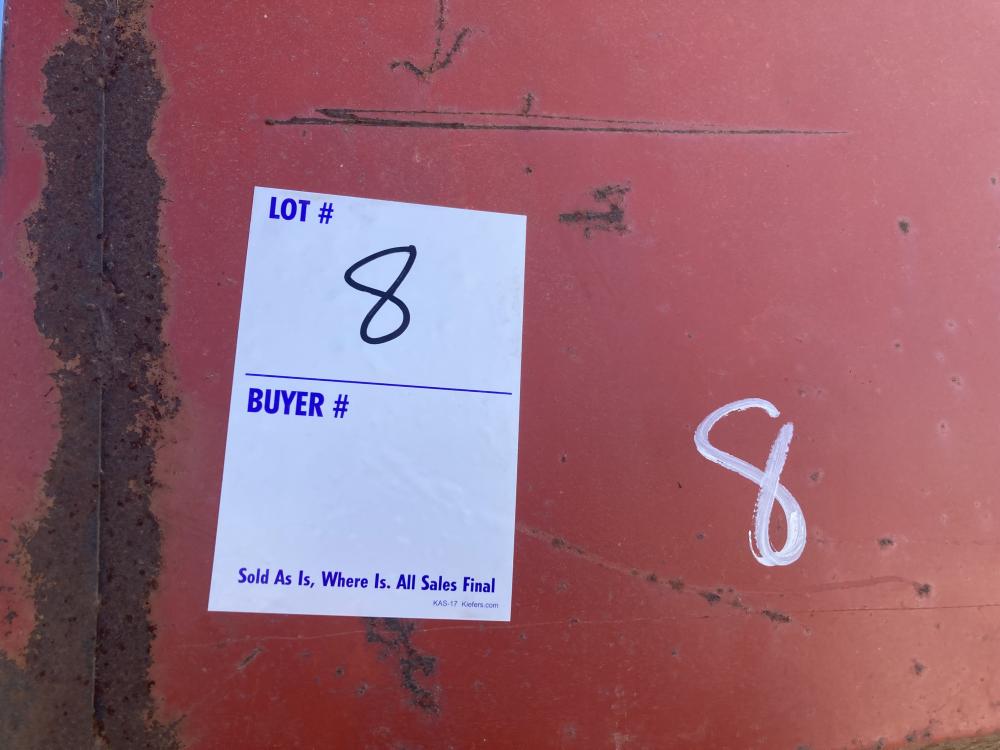 LOT #
8
BUYER #
8
Sold As Is, Where Is. All Sales Final
KAS-17 Kiefers.com